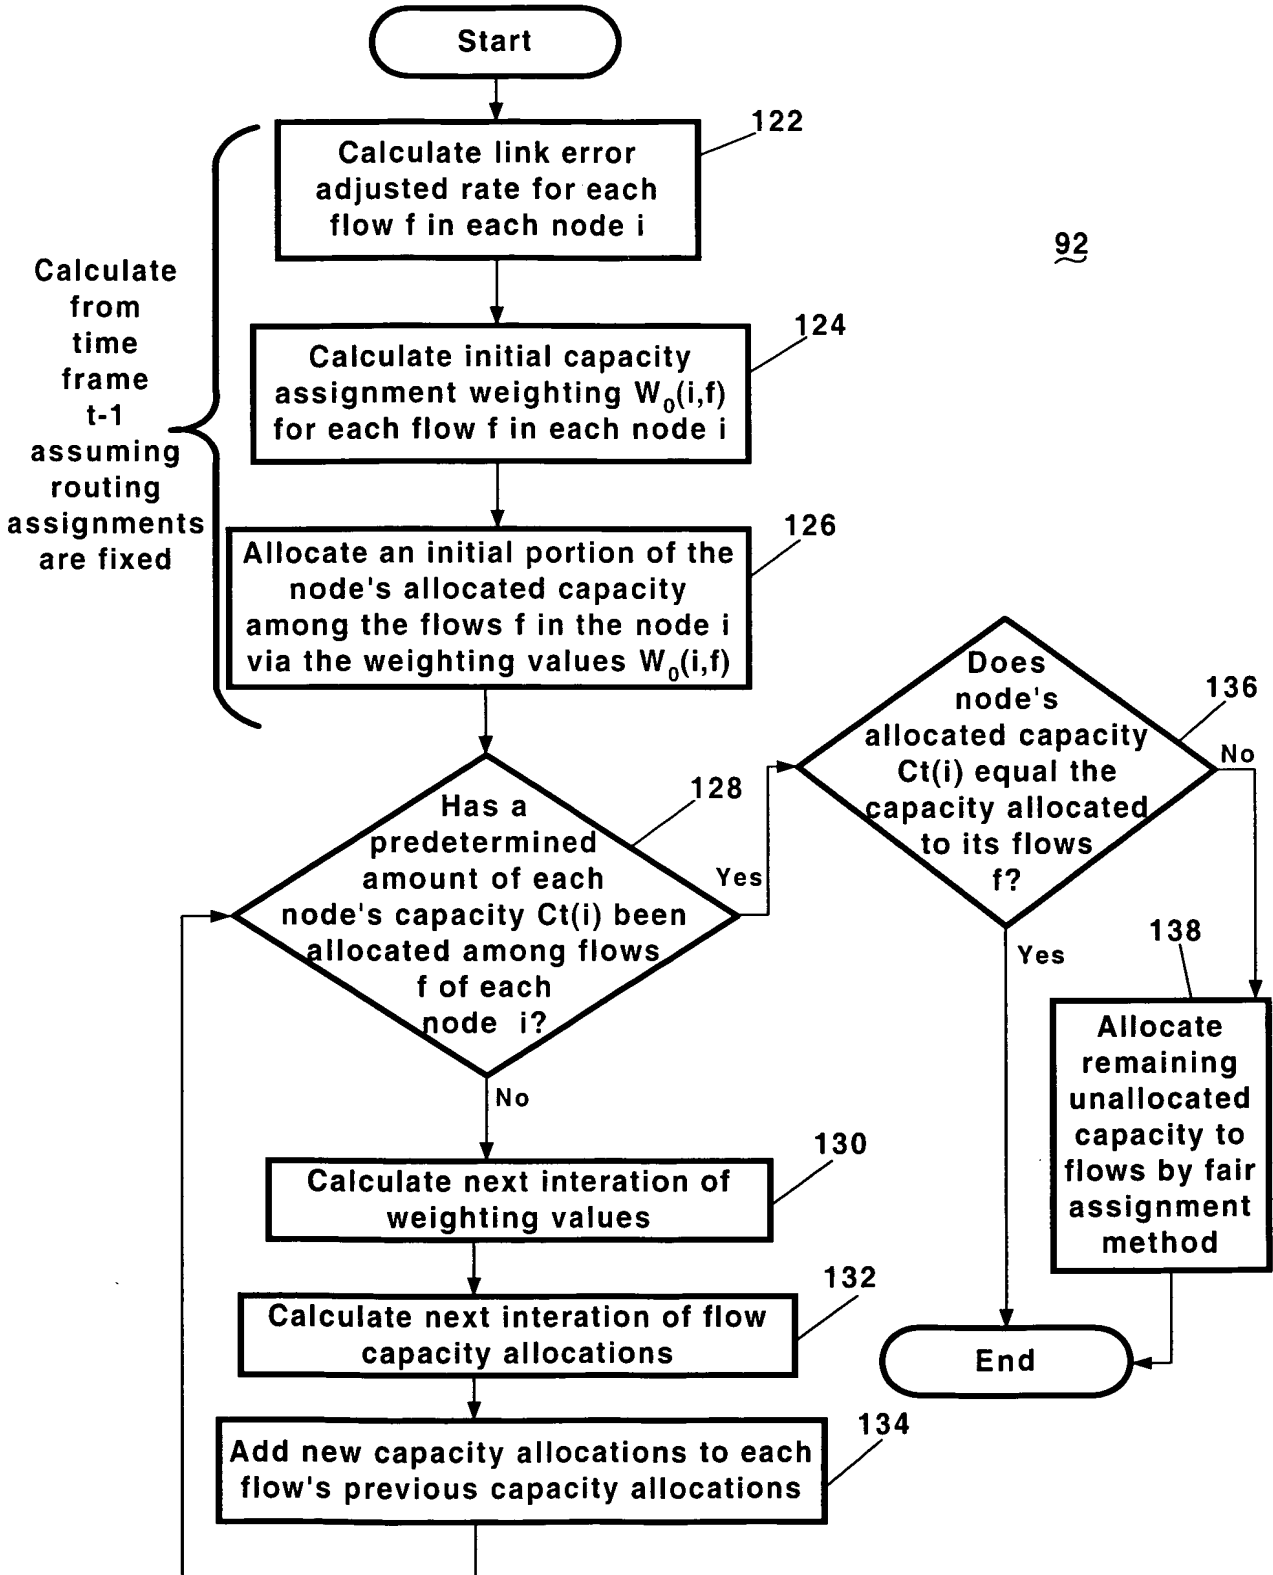 Start
122
Calculate link error
adjusted rate for each
flow f in each node i
92
Calculate
from
time
frame
t-1
assuming
routing
assignments
are fixed
124
Calculate initial capacity
assignment weighting W0(i,f)
for each flow f in each node i
126
Allocate an initial portion of the
node's allocated capacity
among the flows f in the node i
via the weighting values W0(i,f)
128
Has a
predetermined
amount of each
node's capacity Ct(i) been
allocated among flows
f of each
node i?
Yes
No
136
Does
node's
allocated capacity
Ct(i) equal the
capacity allocated
to its flows
f?
No
Yes
138
Allocate
remaining
unallocated
capacity to
flows by fair
assignment
method
130
Calculate next interation of
weighting values
132
Calculate next interation of flow
capacity allocations
End
134
Add new capacity allocations to each
flow's previous capacity allocations